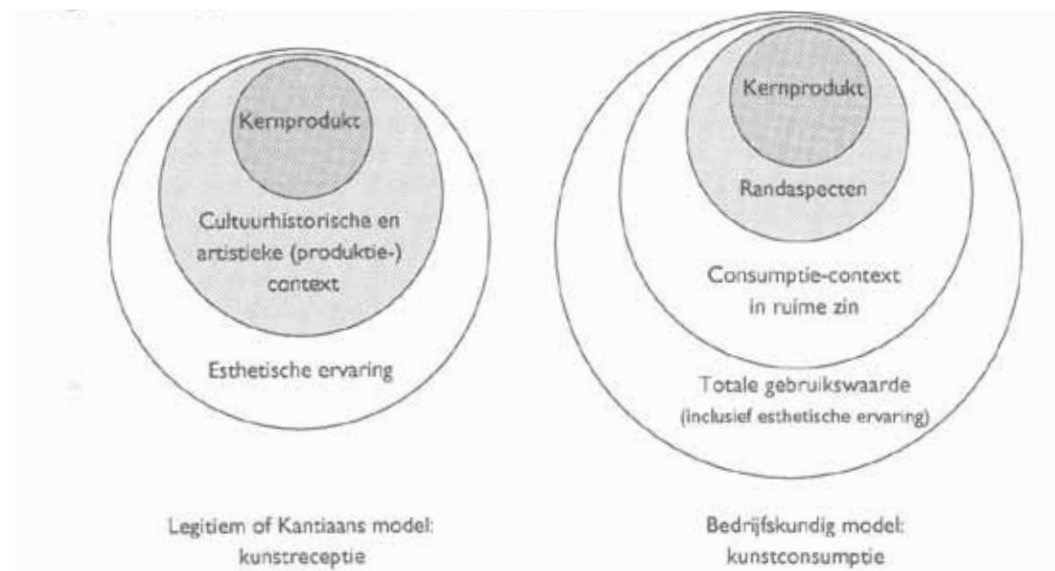 Kernprodukt
Cultuurhistorische en
artistieke (produktie-)
context
Esthetische ervaring
Legitiem of Kantiaans model:
kunstreceptie
Kernprodukt
Randaspecten
Consumptie-context
in ruime zin
Totale gebruikswaarde
(inclusief esthetische ervaring)
Bedrijfskundig model:
kunstconsumptie